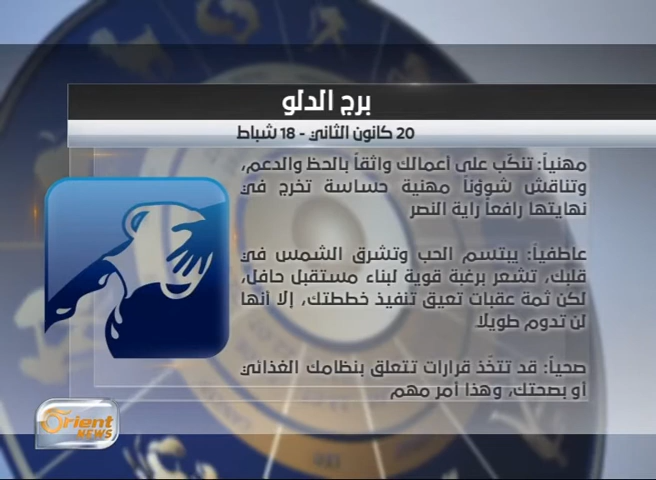 برج الدلو
20 كانون الثاني - 18 شباط
مهنياً: تنكّب على أعمالك واثقاً بالحظ والدعم،
وتناقش شوؤناً مهنية حساسة تخرج في
نهايتها رافعاً راية النصر
عاطفياً: يبتسم الحب وتشرق الشمس في
قلبك، تشعر برغبة قوية لبناء مستقبل حافل،
لكن ثمة عقبات تعيق تنفيذ خططتك، إلا أنها
لن تدوم طويلا
صحياً: قد تتخّذ قرارات تتعلق بنظامك الغذائي
أو بصحتك، وهذا أمر مهم
Orient
NEWS